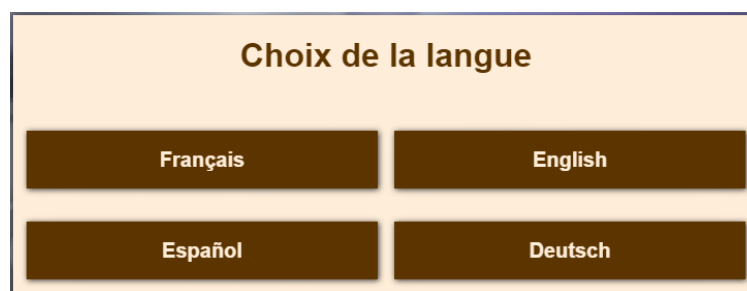 Choix de la langue
Français
English
Español
Deutsch